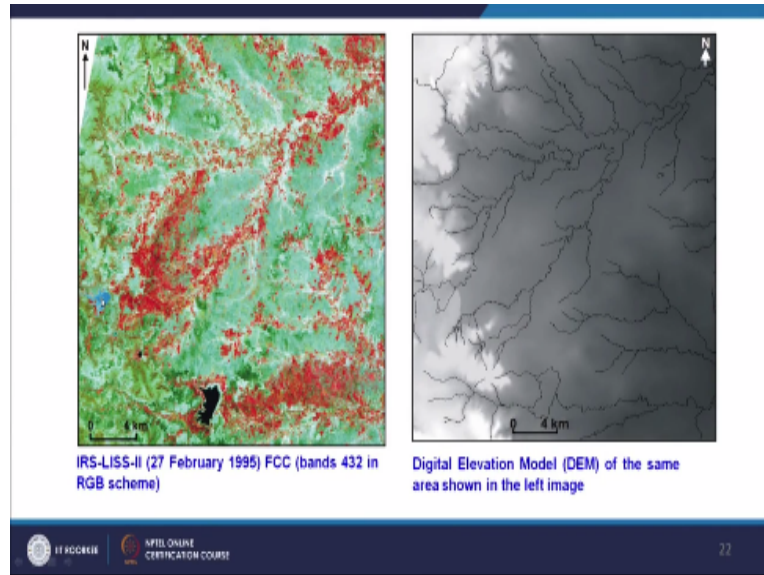 N
N
0 4 km
0 4 km
IRS-LISS-II (27 February 1995) FCC (bands 432 in
RGB scheme)
Digital Elevation Model (DEM) of the same
area shown in the left image
IIT ROORKEE
NPTEL ONLINE
CERTIFICATION COURSE
22